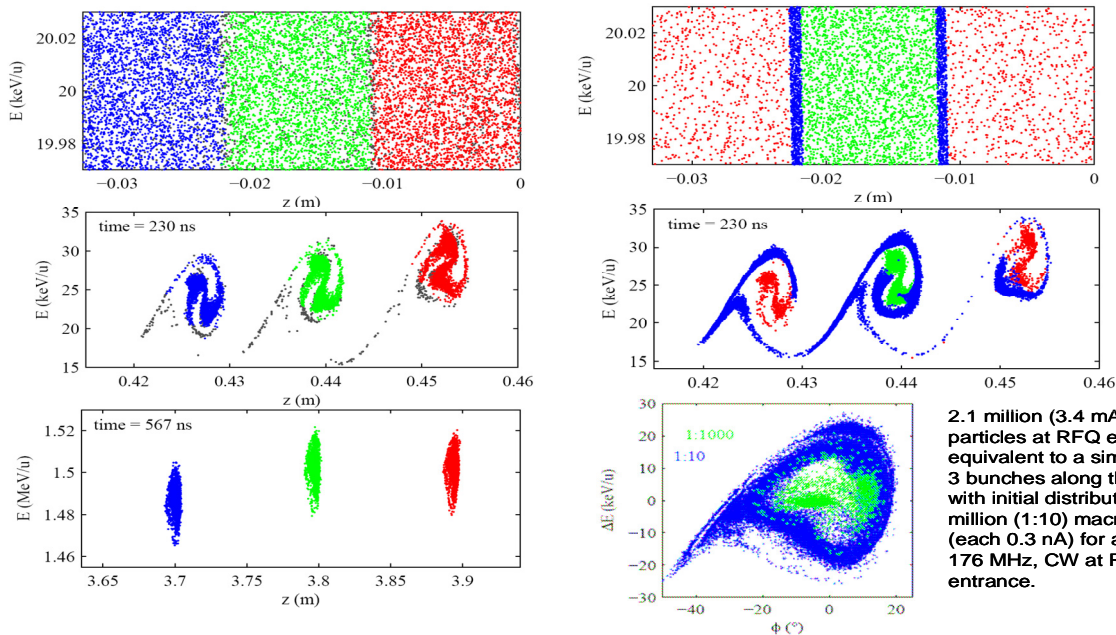 20.02
20
19.98
E (keV/u)
−0.03
−0.02
−0.01
0
z (m)
35
30
25
20
15
E (keV/u)
time = 230 ns
0.42
0.43
0.44
0.45
0.46
z (m)
1.52
1.5
1.48
1.46
E (MeV/u)
time = 567 ns
3.65
3.7
3.75
3.8
3.85
3.9
z (m)
20.02
20
19.98
E (keV/u)
−0.03
−0.02
−0.01
0
z (m)
35
30
25
20
15
E (keV/u)
time = 230 ns
0.42
0.43
0.44
0.45
0.46
z (m)
30
20
10
0
−10
−20
−30
ΔE (keV/u)
1:1000
1:10
−40
−20
0
20
ϕ (°)
2.1 million (3.4 mA
particles at RFQ e
equivalent to a sim
3 bunches along th
with initial distribut
million (1:10) macr
(each 0.3 nA) for a
176 MHz, CW at R
entrance.